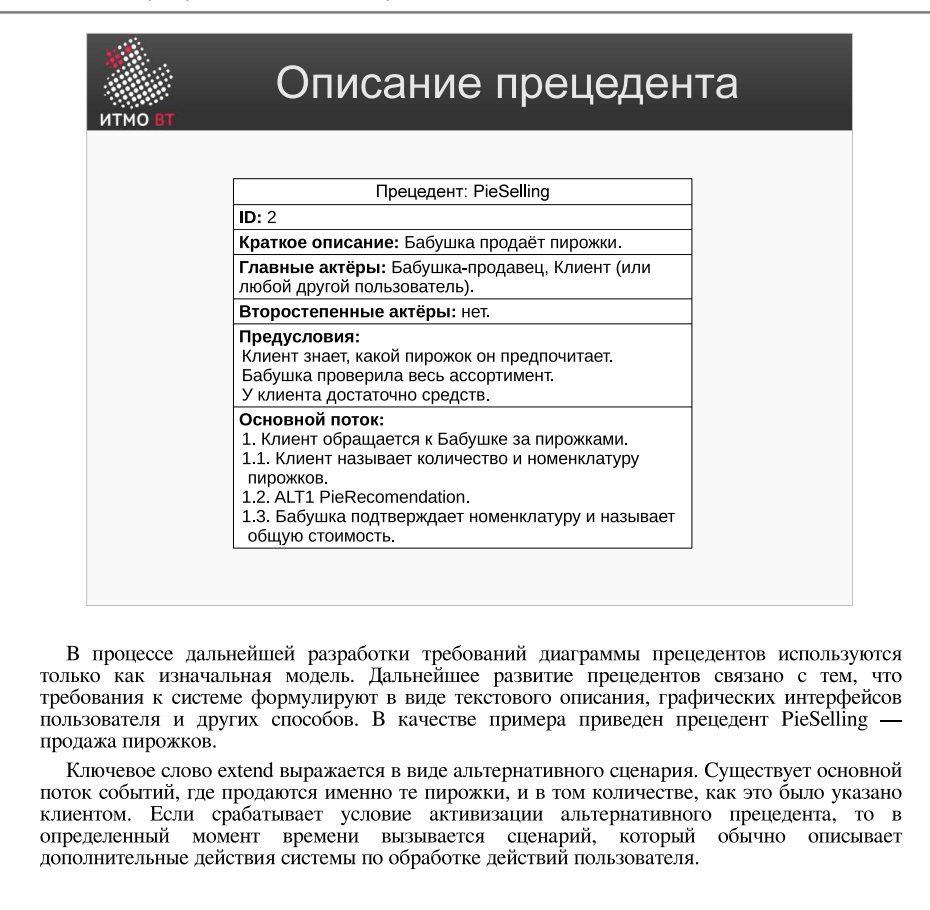 ИТМО ВТ
Описание прецедента
Прецедент: PieSelling
ID: 2
Краткое описание: Бабушка продаёт пирожки.
Главные актёры: Бабушка-продавец, Клиент (или
любой другой пользователь).
Второстепенные актёры: нет.
Предусловия:
Клиент знает, какой пирожок он предпочитает.
Бабушка проверила весь ассортимент.
У клиента достаточно средств.
Основной поток:
1. Клиент обращается к Бабушке за пирожками.
1.1. Клиент называет количество и номенклатуру
пирожков.
1.2. ALT1 PieRecomendation.
1.3. Бабушка подтверждает номенклатуру и называет
общую стоимость.
В процессе дальнейшей разработки требований диаграммы прецедентов используются
только как изначальная модель. Дальнейшее развитие прецедентов связано с тем, что
требования к системе формулируют в виде текстового описания, графических интерфейсов
пользователя и других способов. В качестве примера приведен прецедент PieSelling —
продажа пирожков.
Ключевое слово extend выражается в виде альтернативного сценария. Существует основной
поток событий, где продаются именно те пирожки, и в том количестве, как это было указано
клиентом. Если срабатывает условие активизации альтернативного прецедента, то в
определенный момент времени вызывается сценарий, который обычно описывает
дополнительные действия системы по обработке действий пользователя.